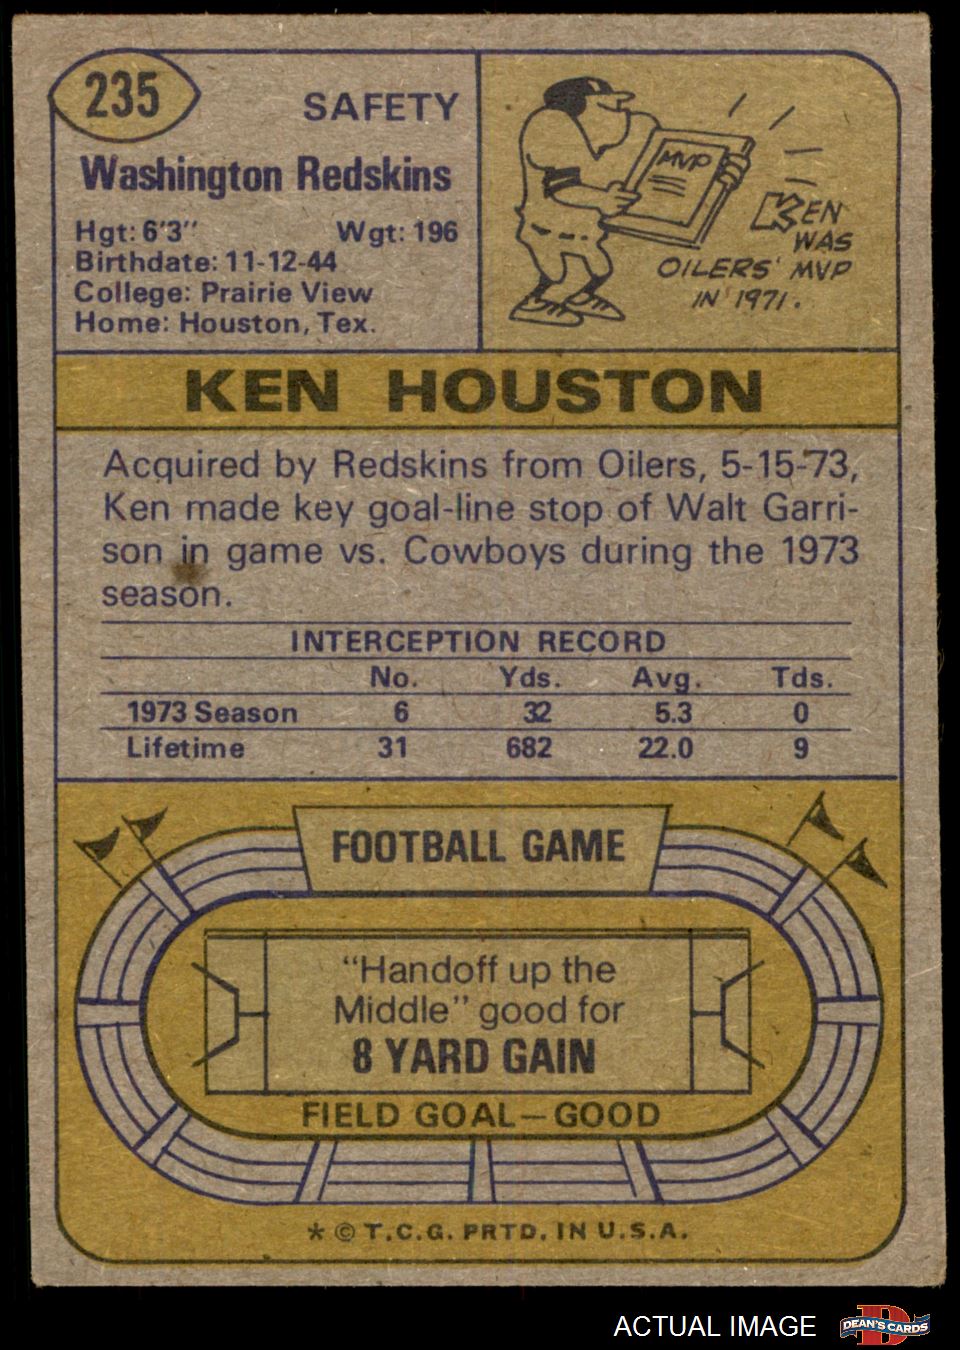 235
SAFETY
Washington Redskins
Hgt: 6'3" Wgt: 196
Birthdate: 11-12-44
College: Prairie View
Home: Houston, Tex.
MVP
KEN
WAS
OILERS' MVP
IN 1971.
KEN HOUSTON
Acquired by Redskins from Oilers, 5-15-73,
Ken made key goal-line stop of Walt Garri-
son in game vs. Cowboys during the 1973
season.
INTERCEPTION RECORD
No. Yds. Avg. Tds.
1973 Season 6 32 5.3 0
Lifetime 31 682 22.0 9
FOOTBALL GAME
"Handoff up the
Middle" good for
8 YARD GAIN
FIELD GOAL—GOOD
* © T.C.G. PRTD. IN U.S.A.
ACTUAL IMAGE
D
DEAN'S CARDS